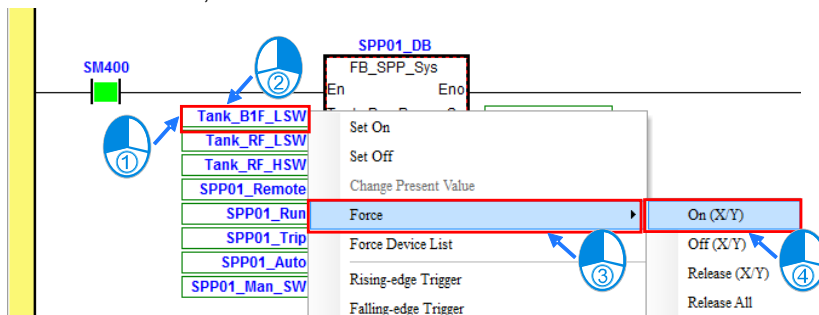 SPP01_DB
SM400
FB_SPP_Sys
En Eno
②
①
Tank_B1F_LSW
Tank_RF_LSW
Tank_RF_HSW
SPP01_Remote
SPP01_Run
SPP01_Trip
SPP01_Auto
SPP01_Man_SW
Set On
Set Off
Change Present Value
Force
Force Device List
Rising-edge Trigger
Falling-edge Trigger
③
On (X/Y)
Off (X/Y)
Release (X/Y)
Release All
④